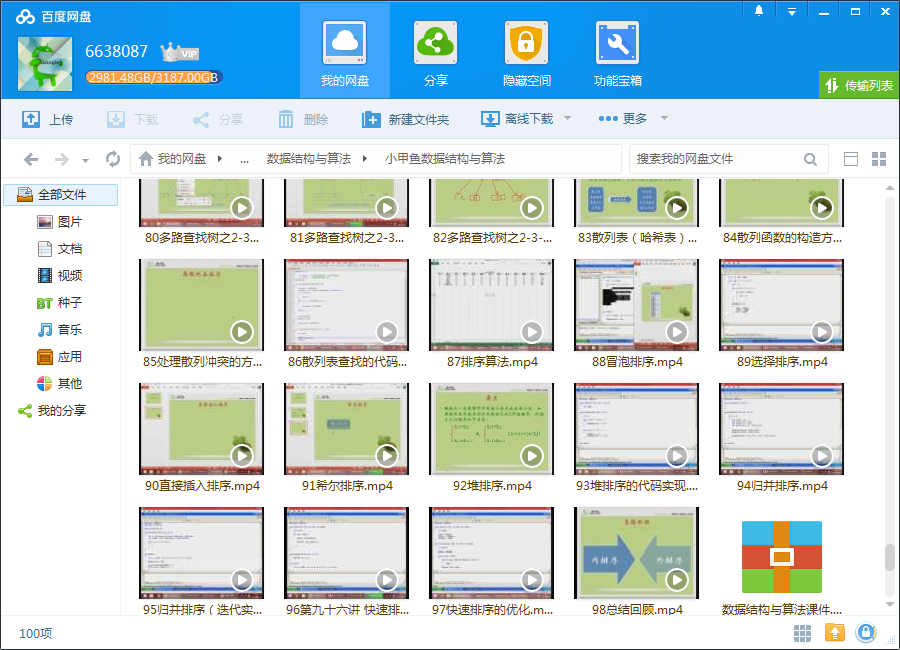 百度网盘
6638087 VIP
2981.48GB/3187.00GB
我的网盘 分享 隐藏空间 功能宝箱
传输列表
上传 下载 分享 删除 新建文件夹 离线下载 更多
我的网盘 ... 数据结构与算法 小甲鱼数据结构与算法
搜索我的网盘文件
全部文件
图片
文档
视频
BT 种子
音乐
应用
其他
我的分享
80多路查找树之2-3... 81多路查找树之2-3... 82多路查找树之2-3-... 83散列表（哈希表）... 84散列函数的构造方...
85处理散列冲突的方... 86散列表查找的代码... 87排序算法.mp4 88冒泡排序.mp4 89选择排序.mp4
90直接插入排序.mp4 91希尔排序.mp4 92堆排序.mp4 93堆排序的代码实现.... 94归并排序.mp4
内排序 外排序
95归并排序（迭代实... 96第九十六讲 快速排... 97快速排序的优化.m... 98总结回顾.mp4 数据结构与算法课件....
100项